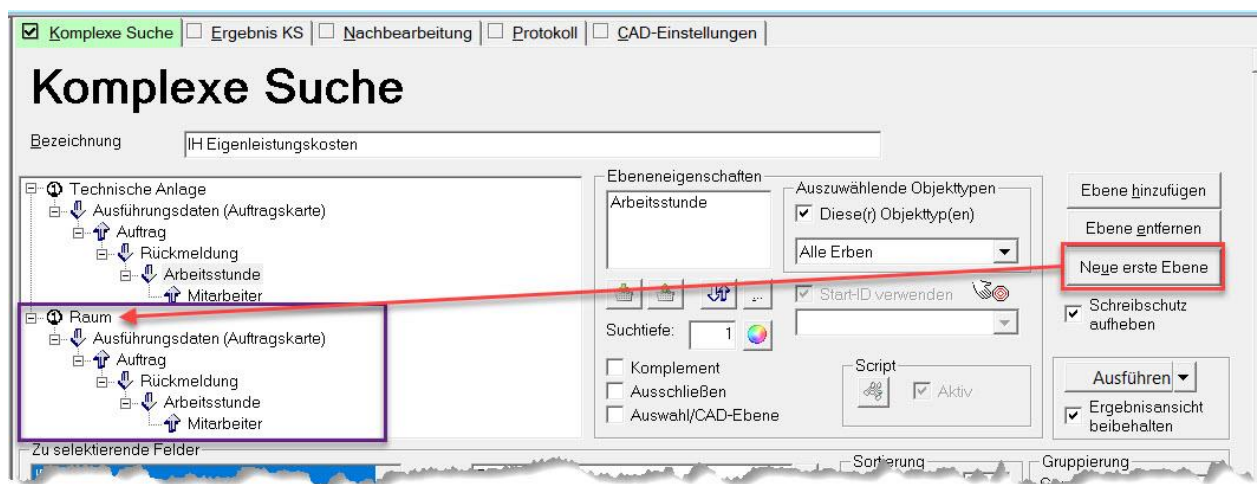 Komplexe Suche Ergebnis KS Nachbearbeitung Protokoll CAD-Einstellungen
Komplexe Suche
Bezeichnung IH Eigenleistungskosten
Technische Anlage
Ausführungsdaten (Auftragskarte)
Auftrag
Rückmeldung
Arbeitsstunde
Mitarbeiter
Raum
Ausführungsdaten (Auftragskarte)
Auftrag
Rückmeldung
Arbeitsstunde
Mitarbeiter
Ebeneneigenschaften
Arbeitsstunde
Auszuwählende Objekttypen
Diese(r) Objekttyp(en)
Alle Erben
...
Start-ID verwenden
Suchtiefe: 1
Komplement
Ausschließen
Auswahl/CAD-Ebene
Script
Aktiv
Ebene hinzufügen
Ebene entfernen
Neue erste Ebene
Schreibschutz
aufheben
Ausführen
Ergebnisansicht
beibehalten
Zu selektierende Felder
Sortierung
Gruppierung